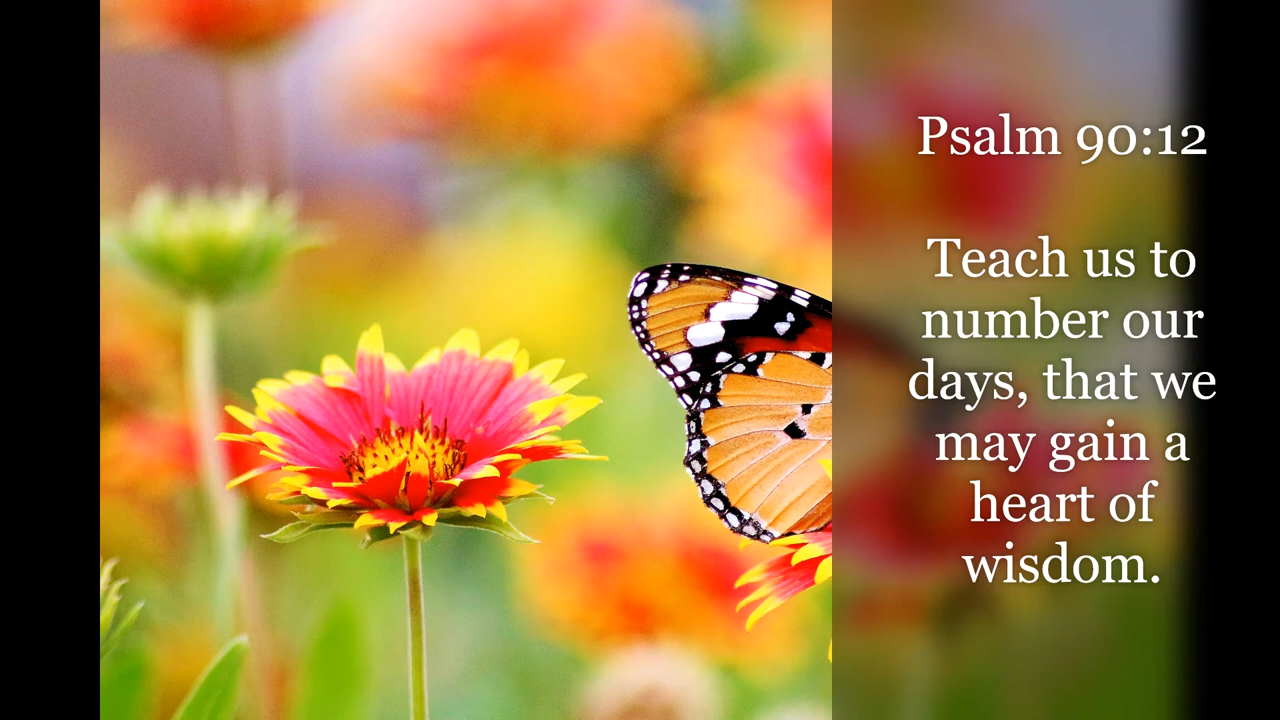 Psalm 90:12
Teach us to
number our
days, that we
may gain a
heart of
wisdom.